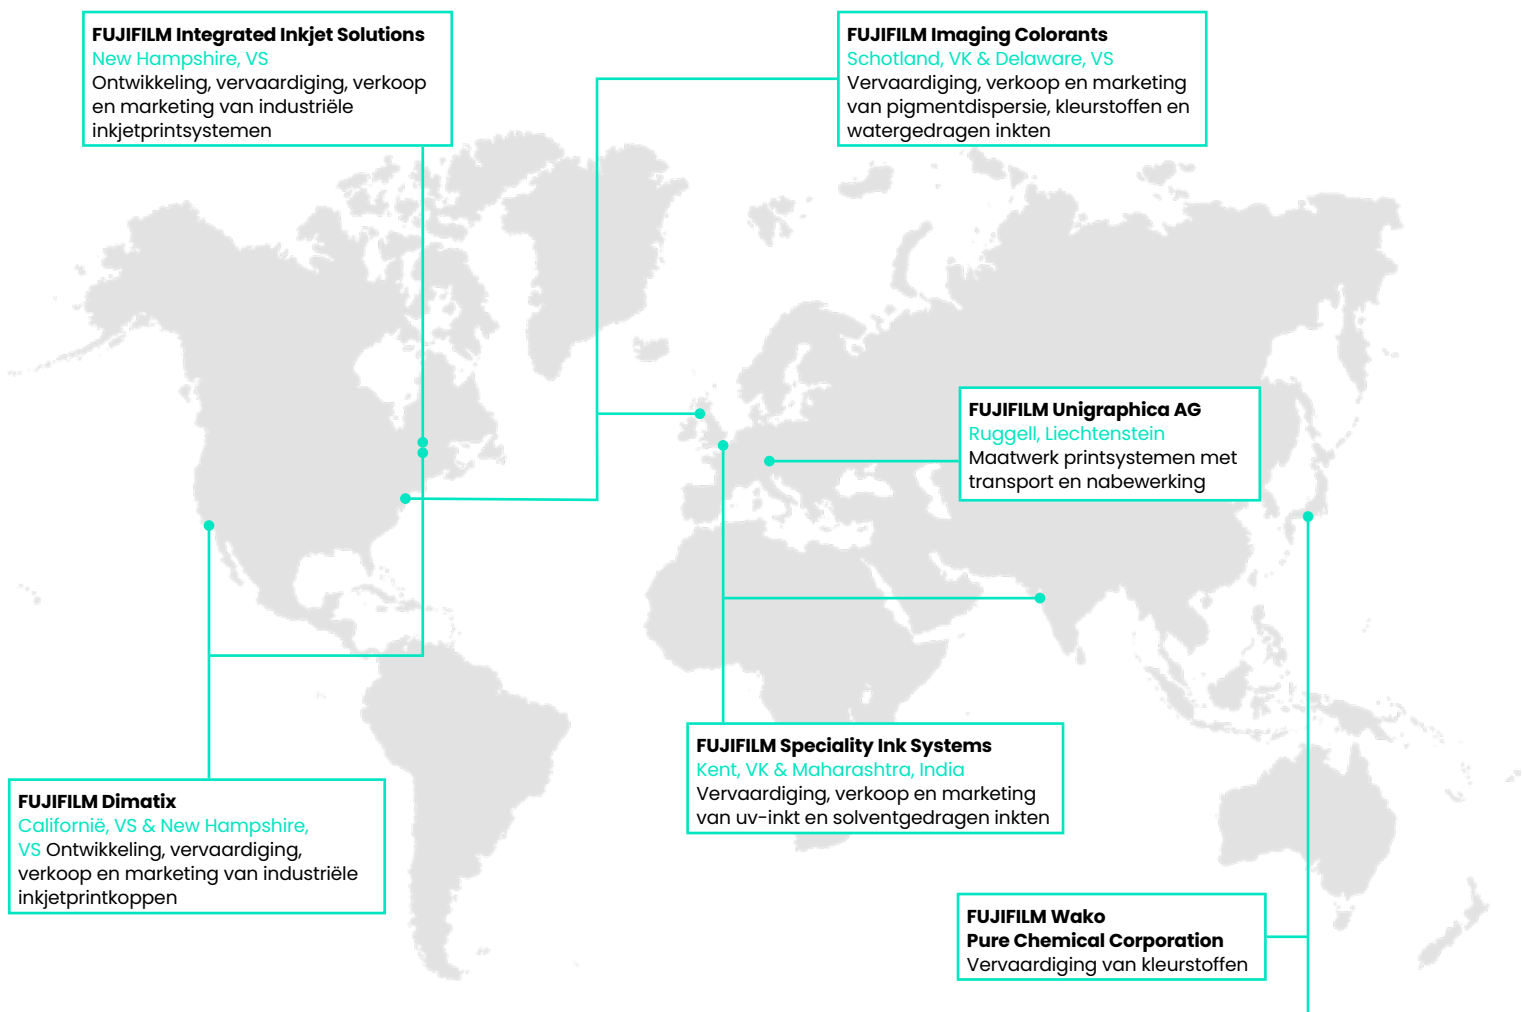 FUJIFILM Integrated Inkjet Solutions
New Hampshire, VS
Ontwikkeling, vervaardiging, verkoop
en marketing van industriële
inkjetprintsystemen
FUJIFILM Imaging Colorants
Schotland, VK & Delaware, VS
Vervaardiging, verkoop en marketing
van pigmentdispersie, kleurstoffen en
watergedragen inkten
FUJIFILM Unigraphica AG
Ruggell, Liechtenstein
Maatwerk printsystemen met
transport en nabewerking
FUJIFILM Speciality Ink Systems
Kent, VK & Maharashtra, India
Vervaardiging, verkoop en marketing
van uv-inkt en solventgedragen inkten
FUJIFILM Dimatix
Californië, VS & New Hampshire,
VS Ontwikkeling, vervaardiging,
verkoop en marketing van industriële
inkjetprintkoppen
FUJIFILM Wako
Pure Chemical Corporation
Vervaardiging van kleurstoffen